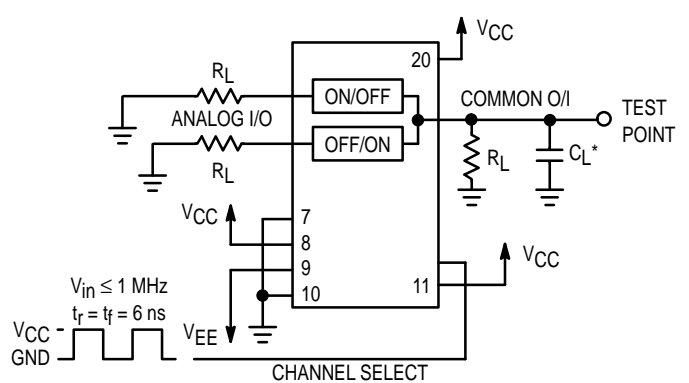 VCC
20
RL
ON/OFF
COMMON O/I
TEST
POINT
ANALOG I/O
OFF/ON
RL
RL
CL*
VCC
7
8
9
10
11
VCC
Vin ≤ 1 MHz
tr = tf = 6 ns
VCC
GND
VEE
CHANNEL SELECT